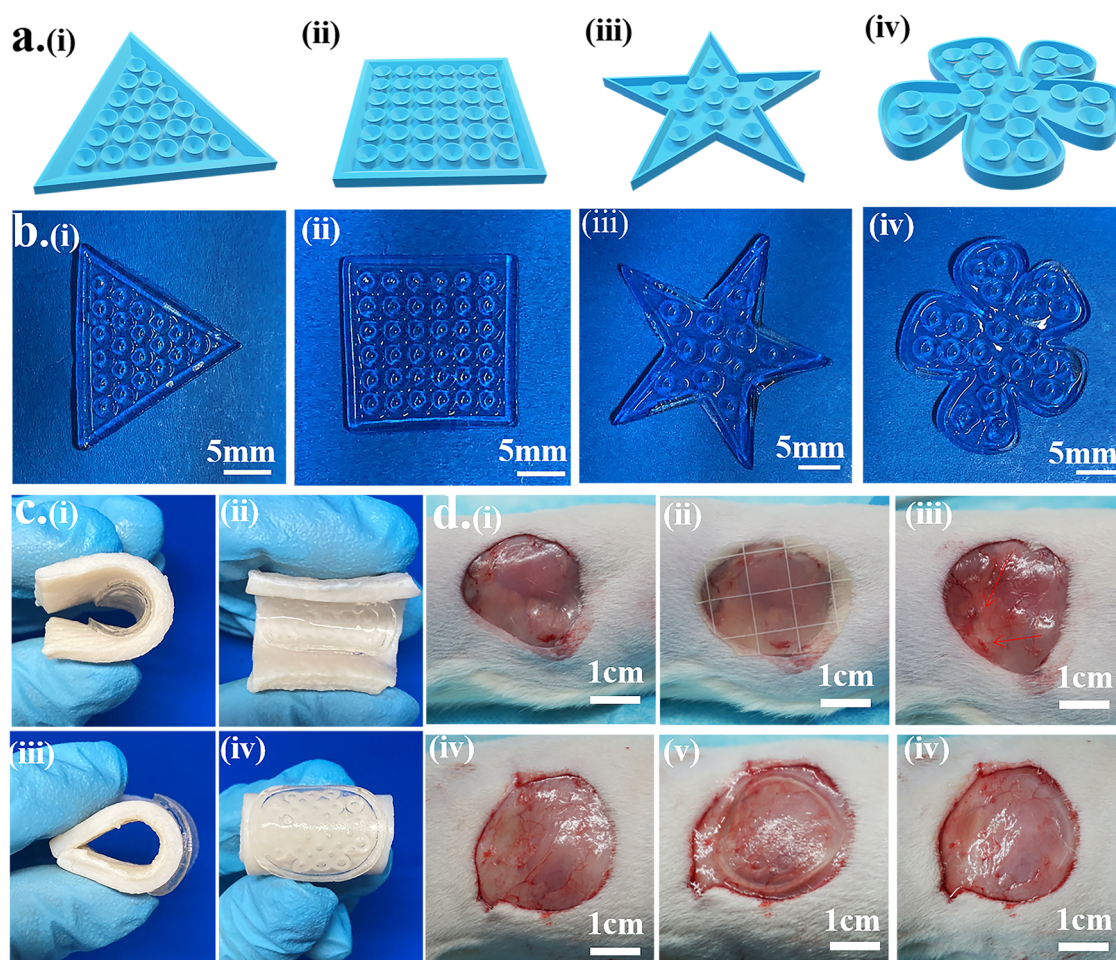 a.(i) (ii) (iii) (iv)
b.(i) (ii) (iii) (iv)
5mm 5mm 5mm 5mm
c.(i) (ii) d.(i) (ii) (iii)
1cm 1cm 1cm
(iii) (iv) (iv) (v) (iv)
1cm 1cm 1cm